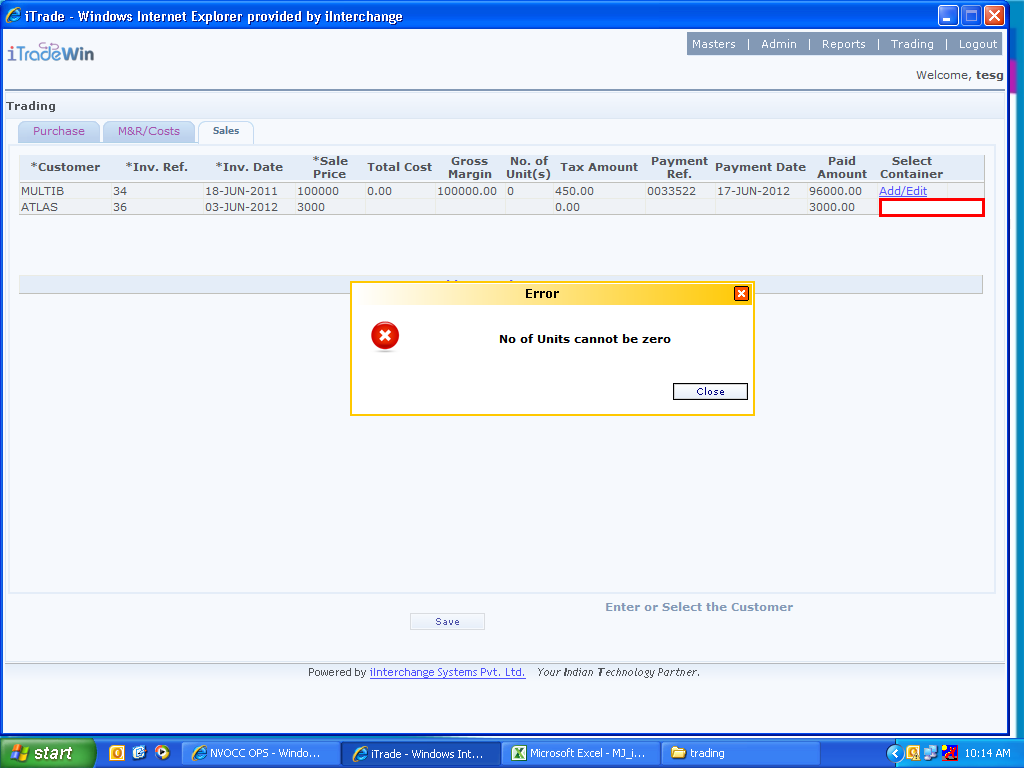 iTrade - Windows Internet Explorer provided by iInterchange
iTradeWin
Masters | Admin | Reports | Trading | Logout
Welcome, tesg
Trading
Purchase M&R/Costs Sales
*Customer *Inv. Ref. *Inv. Date *Sale Price Total Cost Gross Margin No. of Unit(s) Tax Amount Payment Ref. Payment Date Paid Amount Select Container
MULTIB 34 18-JUN-2011 100000 0.00 100000.00 0 450.00 0033522 17-JUN-2012 96000.00 Add/Edit
ATLAS 36 03-JUN-2012 3000 0.00 3000.00
Error
No of Units cannot be zero
Close
Enter or Select the Customer
Save
Powered by iInterchange Systems Pvt. Ltd. Your Indian Technology Partner.
start NVOCC OPS - Windo... iTrade - Windows Int... Microsoft Excel - MJ_i... trading 10:14 AM